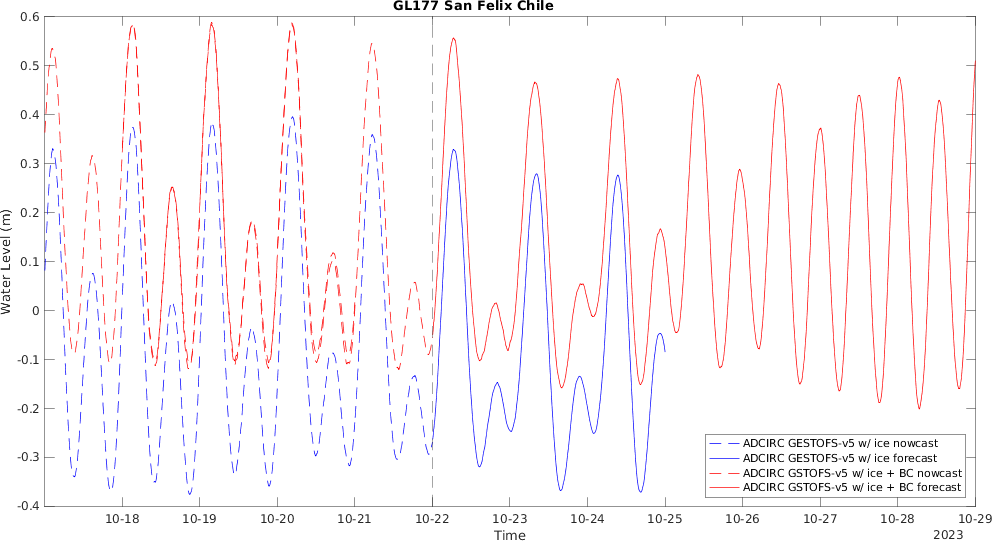 GL177 San Felix Chile
0.6
0.5
0.4
0.3
0.2
0.1
0
-0.1
-0.2
-0.3
-0.4
Water Level (m)
ADCIRC GESTOFS-v5 w/ ice nowcast
ADCIRC GESTOFS-v5 w/ ice forecast
ADCIRC GSTOFS-v5 w/ ice + BC nowcast
ADCIRC GSTOFS-v5 w/ ice + BC forecast
10-18 10-19 10-20 10-21 10-22 10-23 10-24 10-25 10-26 10-27 10-28 10-29
Time
2023